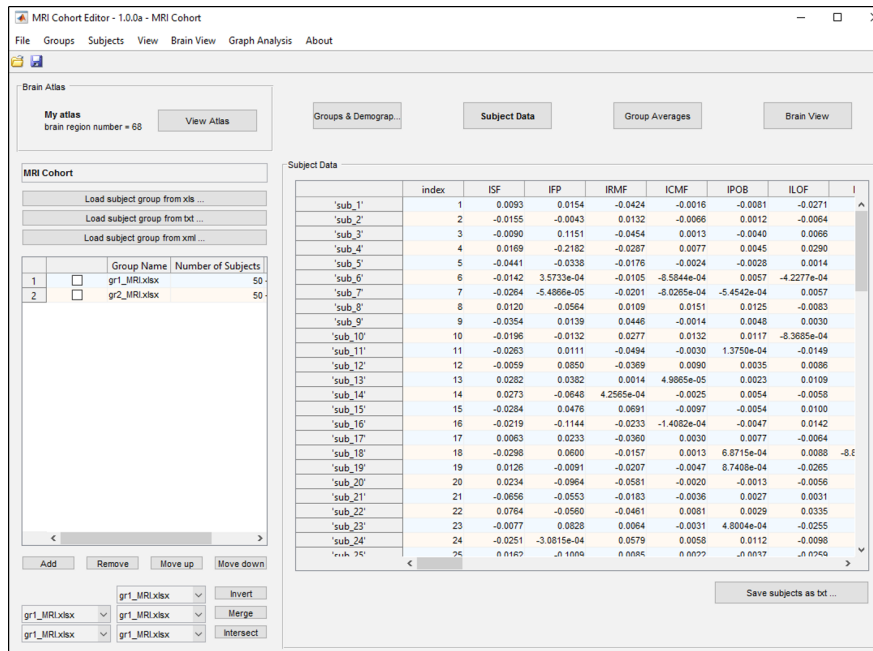 MRI Cohort Editor - 1.0.0a - MRI Cohort
File Groups Subjects View Brain View Graph Analysis About
Brain Atlas
My atlas
brain region number = 68
View Atlas
Groups & Demograp...
Subject Data
Group Averages
Brain View
MRI Cohort
Load subject group from xls ...
Load subject group from txt ...
Load subject group from xml ...
Group Name Number of Subjects
1 gr1_MRI.xlsx 50
2 gr2_MRI.xlsx 50
Add Remove Move up Move down
gr1_MRI.xlsx Invert
gr1_MRI.xlsx gr1_MRI.xlsx Merge
gr1_MRI.xlsx gr1_MRI.xlsx Intersect
Subject Data
index lSF lFP lRMF lCMF lPOB lLOF l
'sub_1' 1 0.0093 0.0154 -0.0424 -0.0016 -0.0081 -0.0271
'sub_2' 2 -0.0155 -0.0043 0.0132 -0.0066 0.0012 -0.0064
'sub_3' 3 -0.0090 0.1151 -0.0454 0.0013 -0.0040 0.0066
'sub_4' 4 0.0169 -0.2182 -0.0287 0.0077 0.0045 0.0290
'sub_5' 5 -0.0441 -0.0338 -0.0176 -0.0024 -0.0028 0.0014
'sub_6' 6 -0.0142 3.5733e-04 -0.0105 -8.5844e-04 0.0057 -4.2277e-04
'sub_7' 7 -0.0264 -5.4866e-05 -0.0201 -8.0265e-04 -5.4542e-04 0.0057
'sub_8' 8 0.0120 -0.0564 0.0109 0.0151 0.0125 -0.0083
'sub_9' 9 -0.0354 0.0139 0.0446 -0.0014 0.0048 0.0030
'sub_10' 10 -0.0196 -0.0132 0.0277 0.0132 0.0117 -8.3685e-04
'sub_11' 11 -0.0263 0.0111 -0.0494 -0.0030 1.3750e-04 -0.0149
'sub_12' 12 -0.0059 0.0850 -0.0369 0.0090 0.0035 0.0086
'sub_13' 13 0.0282 0.0382 0.0014 4.9865e-05 0.0023 0.0109
'sub_14' 14 0.0273 -0.0648 4.2565e-04 -0.0025 0.0054 -0.0058
'sub_15' 15 -0.0284 0.0476 0.0691 -0.0097 -0.0054 0.0100
'sub_16' 16 -0.0219 -0.1144 -0.0233 -1.4082e-04 -0.0047 0.0142
'sub_17' 17 0.0063 0.0233 -0.0360 0.0030 0.0077 -0.0064
'sub_18' 18 -0.0298 0.0600 -0.0157 0.0013 6.8715e-04 0.0088 -8.8
'sub_19' 19 0.0126 -0.0091 -0.0207 -0.0047 8.7408e-04 -0.0265
'sub_20' 20 0.0234 -0.0964 -0.0581 -0.0020 -0.0013 -0.0056
'sub_21' 21 -0.0656 -0.0553 -0.0183 -0.0036 0.0027 0.0031
'sub_22' 22 0.0764 -0.0560 -0.0461 0.0081 0.0029 0.0335
'sub_23' 23 -0.0077 0.0828 0.0064 -0.0031 4.8004e-04 -0.0255
'sub_24' 24 -0.0251 -3.0815e-04 0.0579 0.0058 0.0112 -0.0098
'sub_25' 25 0.0162 -0.1009 0.0085 0.0022 -0.0037 -0.0259
Save subjects as txt ...